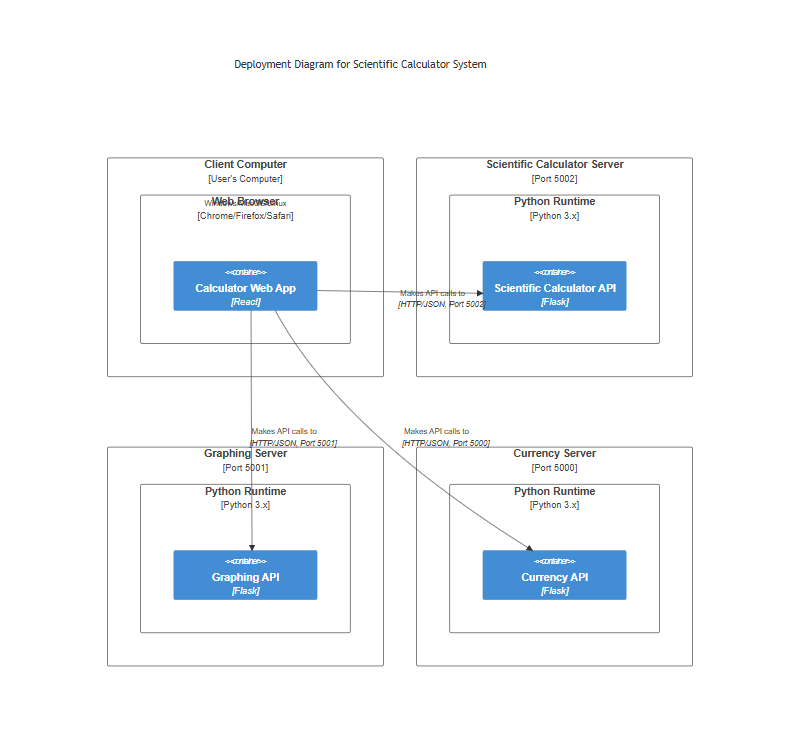 Deployment Diagram for Scientific Calculator System
Client Computer
[User's Computer]
Web Browser
[Chrome/Firefox/Safari]
<<container>>
Calculator Web App
[React]
Scientific Calculator Server
[Port 5002]
Python Runtime
[Python 3.x]
<<container>>
Scientific Calculator API
[Flask]
Makes API calls to
[HTTP/JSON, Port 5002]
Makes API calls to
[HTTP/JSON, Port 5001]
Makes API calls to
[HTTP/JSON, Port 5000]
Graphing Server
[Port 5001]
Python Runtime
[Python 3.x]
<<container>>
Graphing API
[Flask]
Currency Server
[Port 5000]
Python Runtime
[Python 3.x]
<<container>>
Currency API
[Flask]